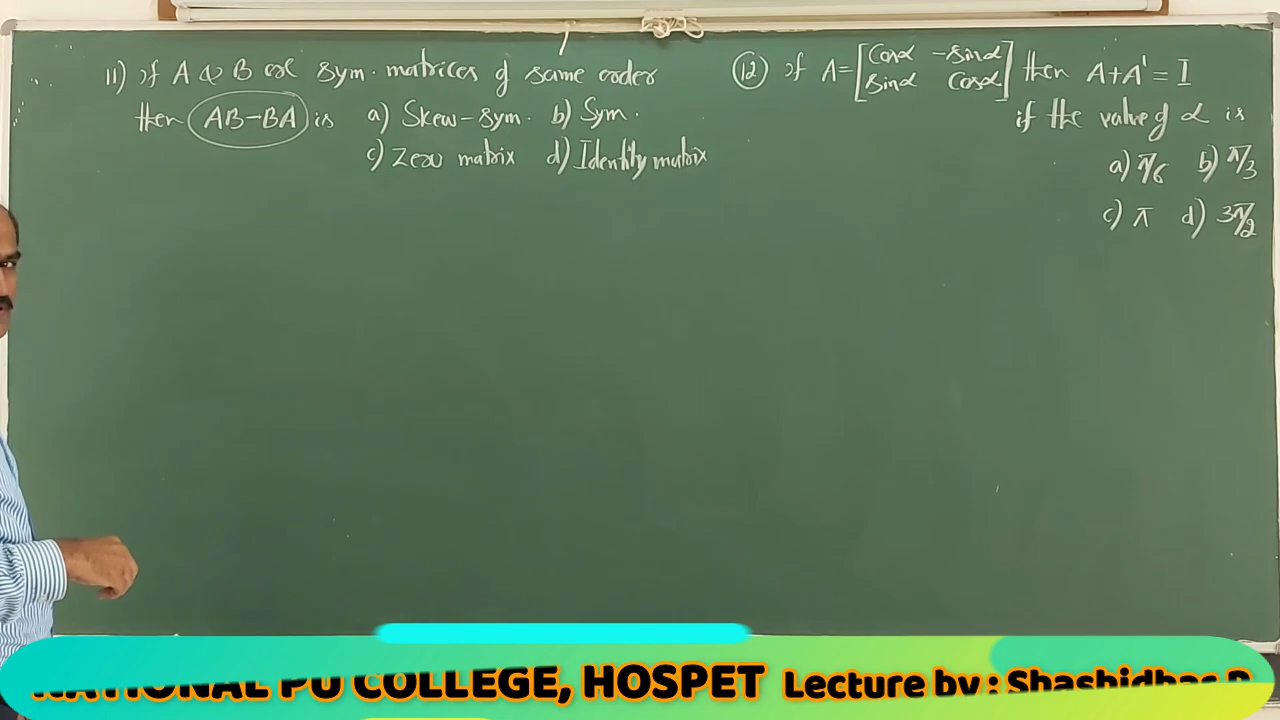 11) If A & B are sym. matrices of same order
then AB-BA is a) Skew-sym. b) Sym.
c) Zero matrix d) Identity matrix
12) If A = [cosα -sinα
sinα cosα] then A+A' = I
if the value of α is
a) π/6 b) π/3
c) π d) 3π/2
NATIONAL PU COLLEGE, HOSPET Lecture by : Shashidhar R